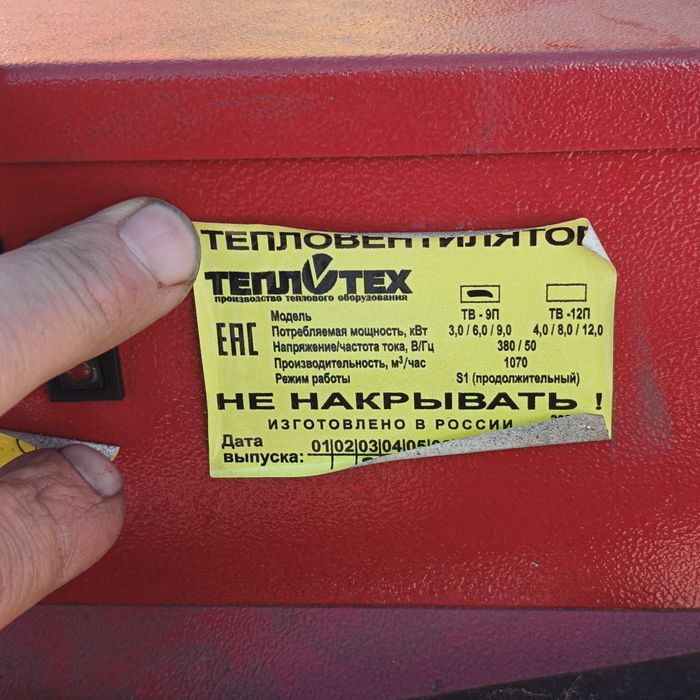 ТЕПЛОВЕНТИЛЯТОР
ТЕПЛОТЕХ
производство теплового оборудования
Модель ТВ - 9П ТВ -12П
Потребляемая мощность, кВт 3,0 / 6,0 / 9,0 4,0 / 8,0 / 12,0
Напряжение/частота тока, В/Гц 380 / 50
Производительность, м³/час 1070
Режим работы S1 (продолжительный)
ЕАС
НЕ НАКРЫВАТЬ !
ИЗГОТОВЛЕНО В РОССИИ
Дата выпуска: 01 02 03 04 05